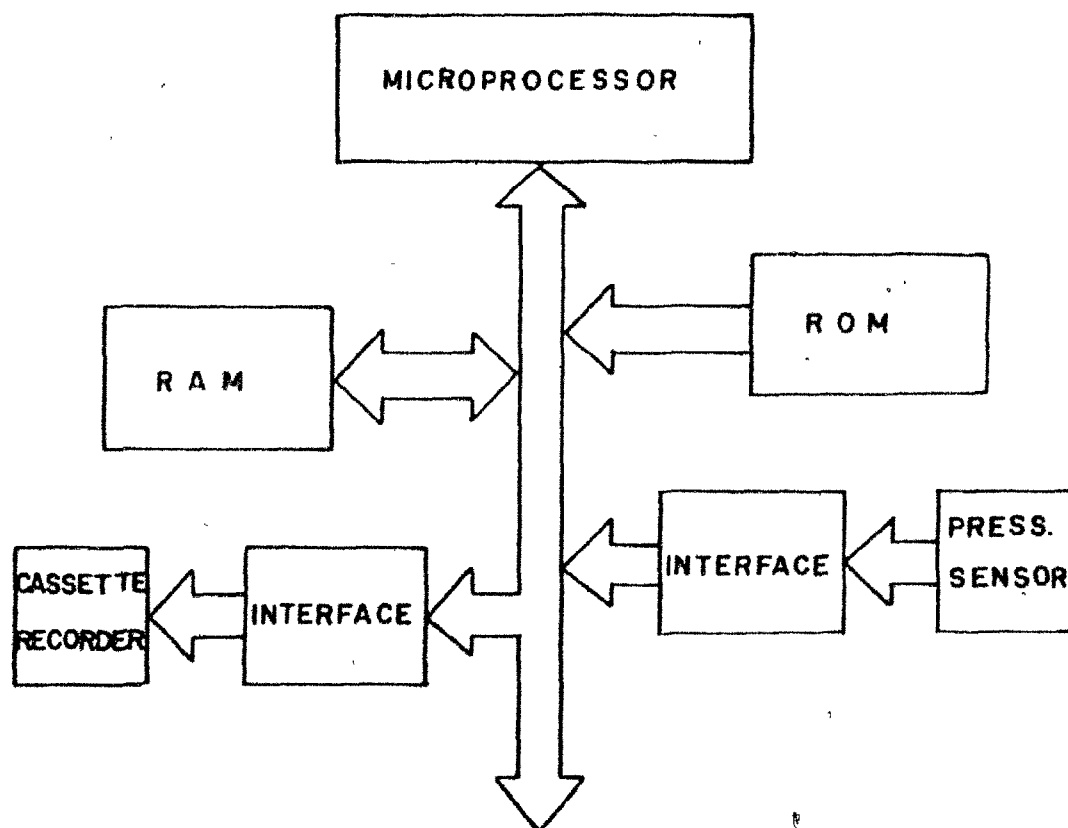 MICROPROCESSOR
ROM
RAM
PRESS.
SENSOR
INTERFACE
CASSETTE
RECORDER
INTERFACE